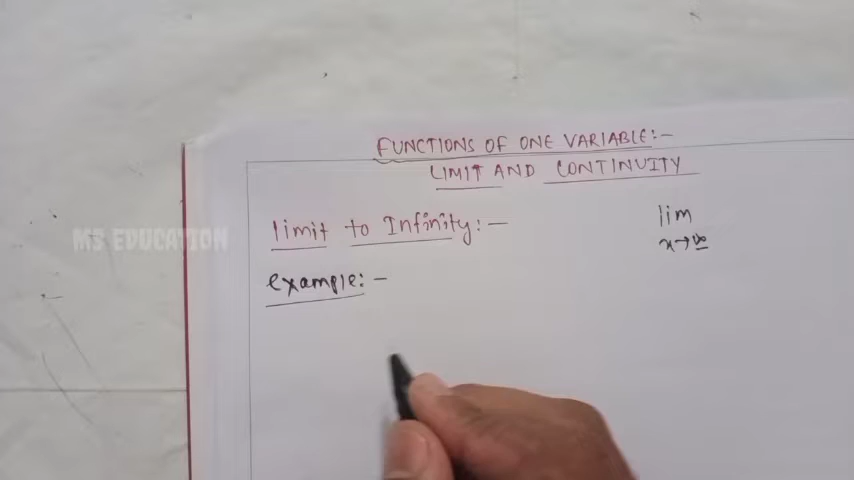 FUNCTIONS OF ONE VARIABLE:-
LIMIT AND CONTINUITY
limit to Infinity:-
lim
x→∞
MS EDUCATION
example:-